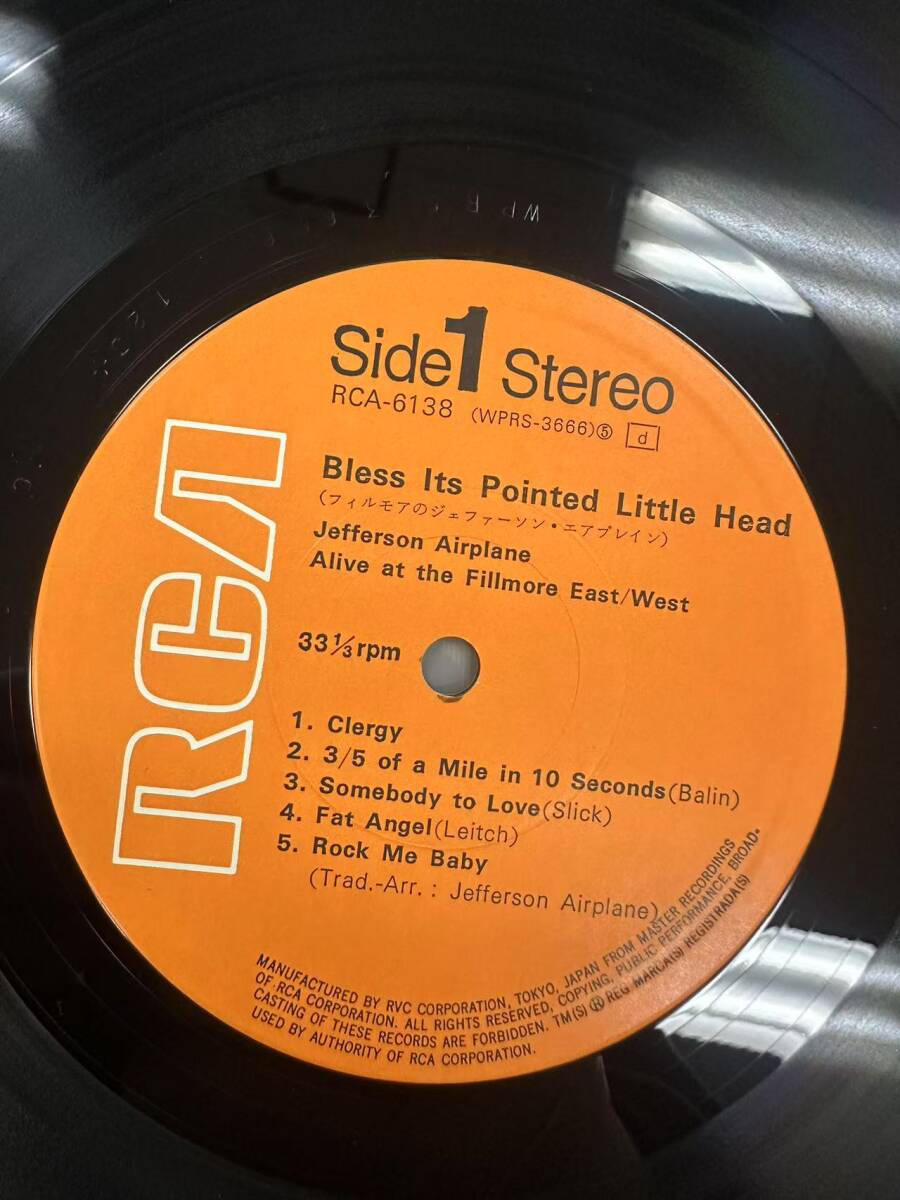 RCA
Side 1 Stereo
RCA-6138 (WPRS-3666)⑤ d
Bless Its Pointed Little Head
(フィルモアのジェファーソン・エアプレイン)
Jefferson Airplane
Alive at the Fillmore East/West
33⅓rpm
1. Clergy
2. 3/5 of a Mile in 10 Seconds(Balin)
3. Somebody to Love(Slick)
4. Fat Angel(Leitch)
5. Rock Me Baby
(Trad.-Arr. : Jefferson Airplane)
MANUFACTURED BY RVC CORPORATION, TOKYO, JAPAN FROM MASTER RECORDINGS
OF RCA CORPORATION. ALL RIGHTS RESERVED, COPYING, PUBLIC PERFORMANCE, BROAD-
CASTING OF THESE RECORDS ARE FORBIDDEN. TM(S) ® REG MARCA(S) REGISTRADA(S)
USED BY AUTHORITY OF RCA CORPORATION.